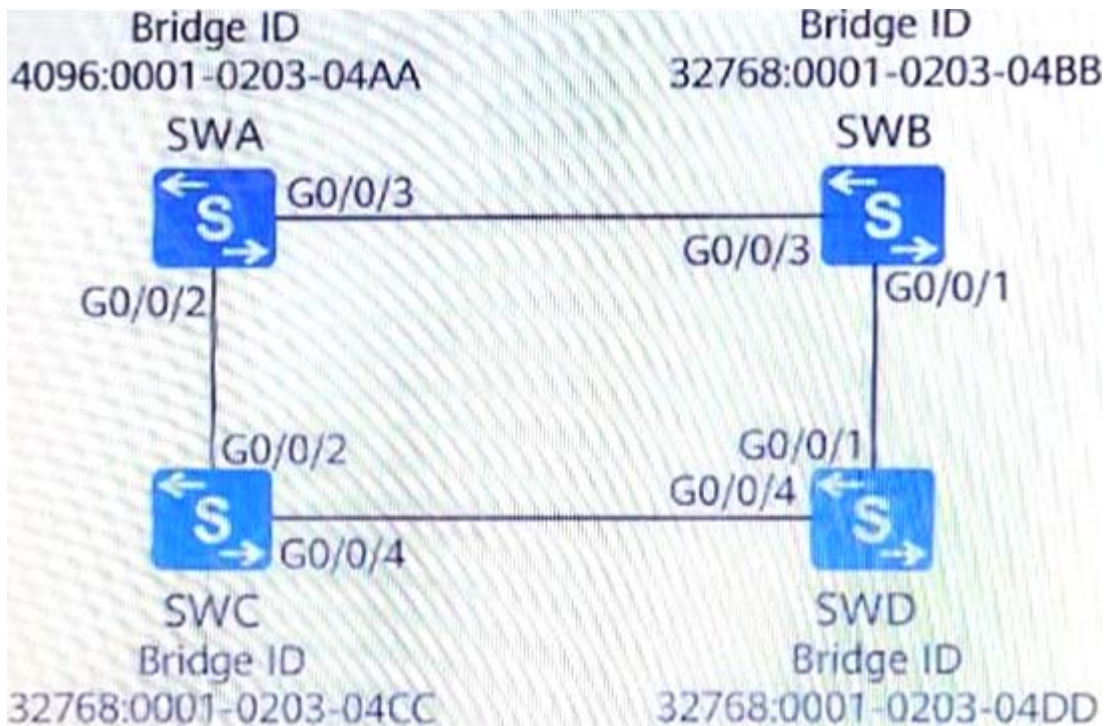 Bridge ID
4096:0001-0203-04AA
SWA
S
G0/0/3
G0/0/2
Bridge ID
32768:0001-0203-04BB
SWB
S
G0/0/3
G0/0/1
G0/0/2
S
G0/0/4
SWC
Bridge ID
32768:0001-0203-04CC
G0/0/1
G0/0/4
S
SWD
Bridge ID
32768:0001-0203-04DD